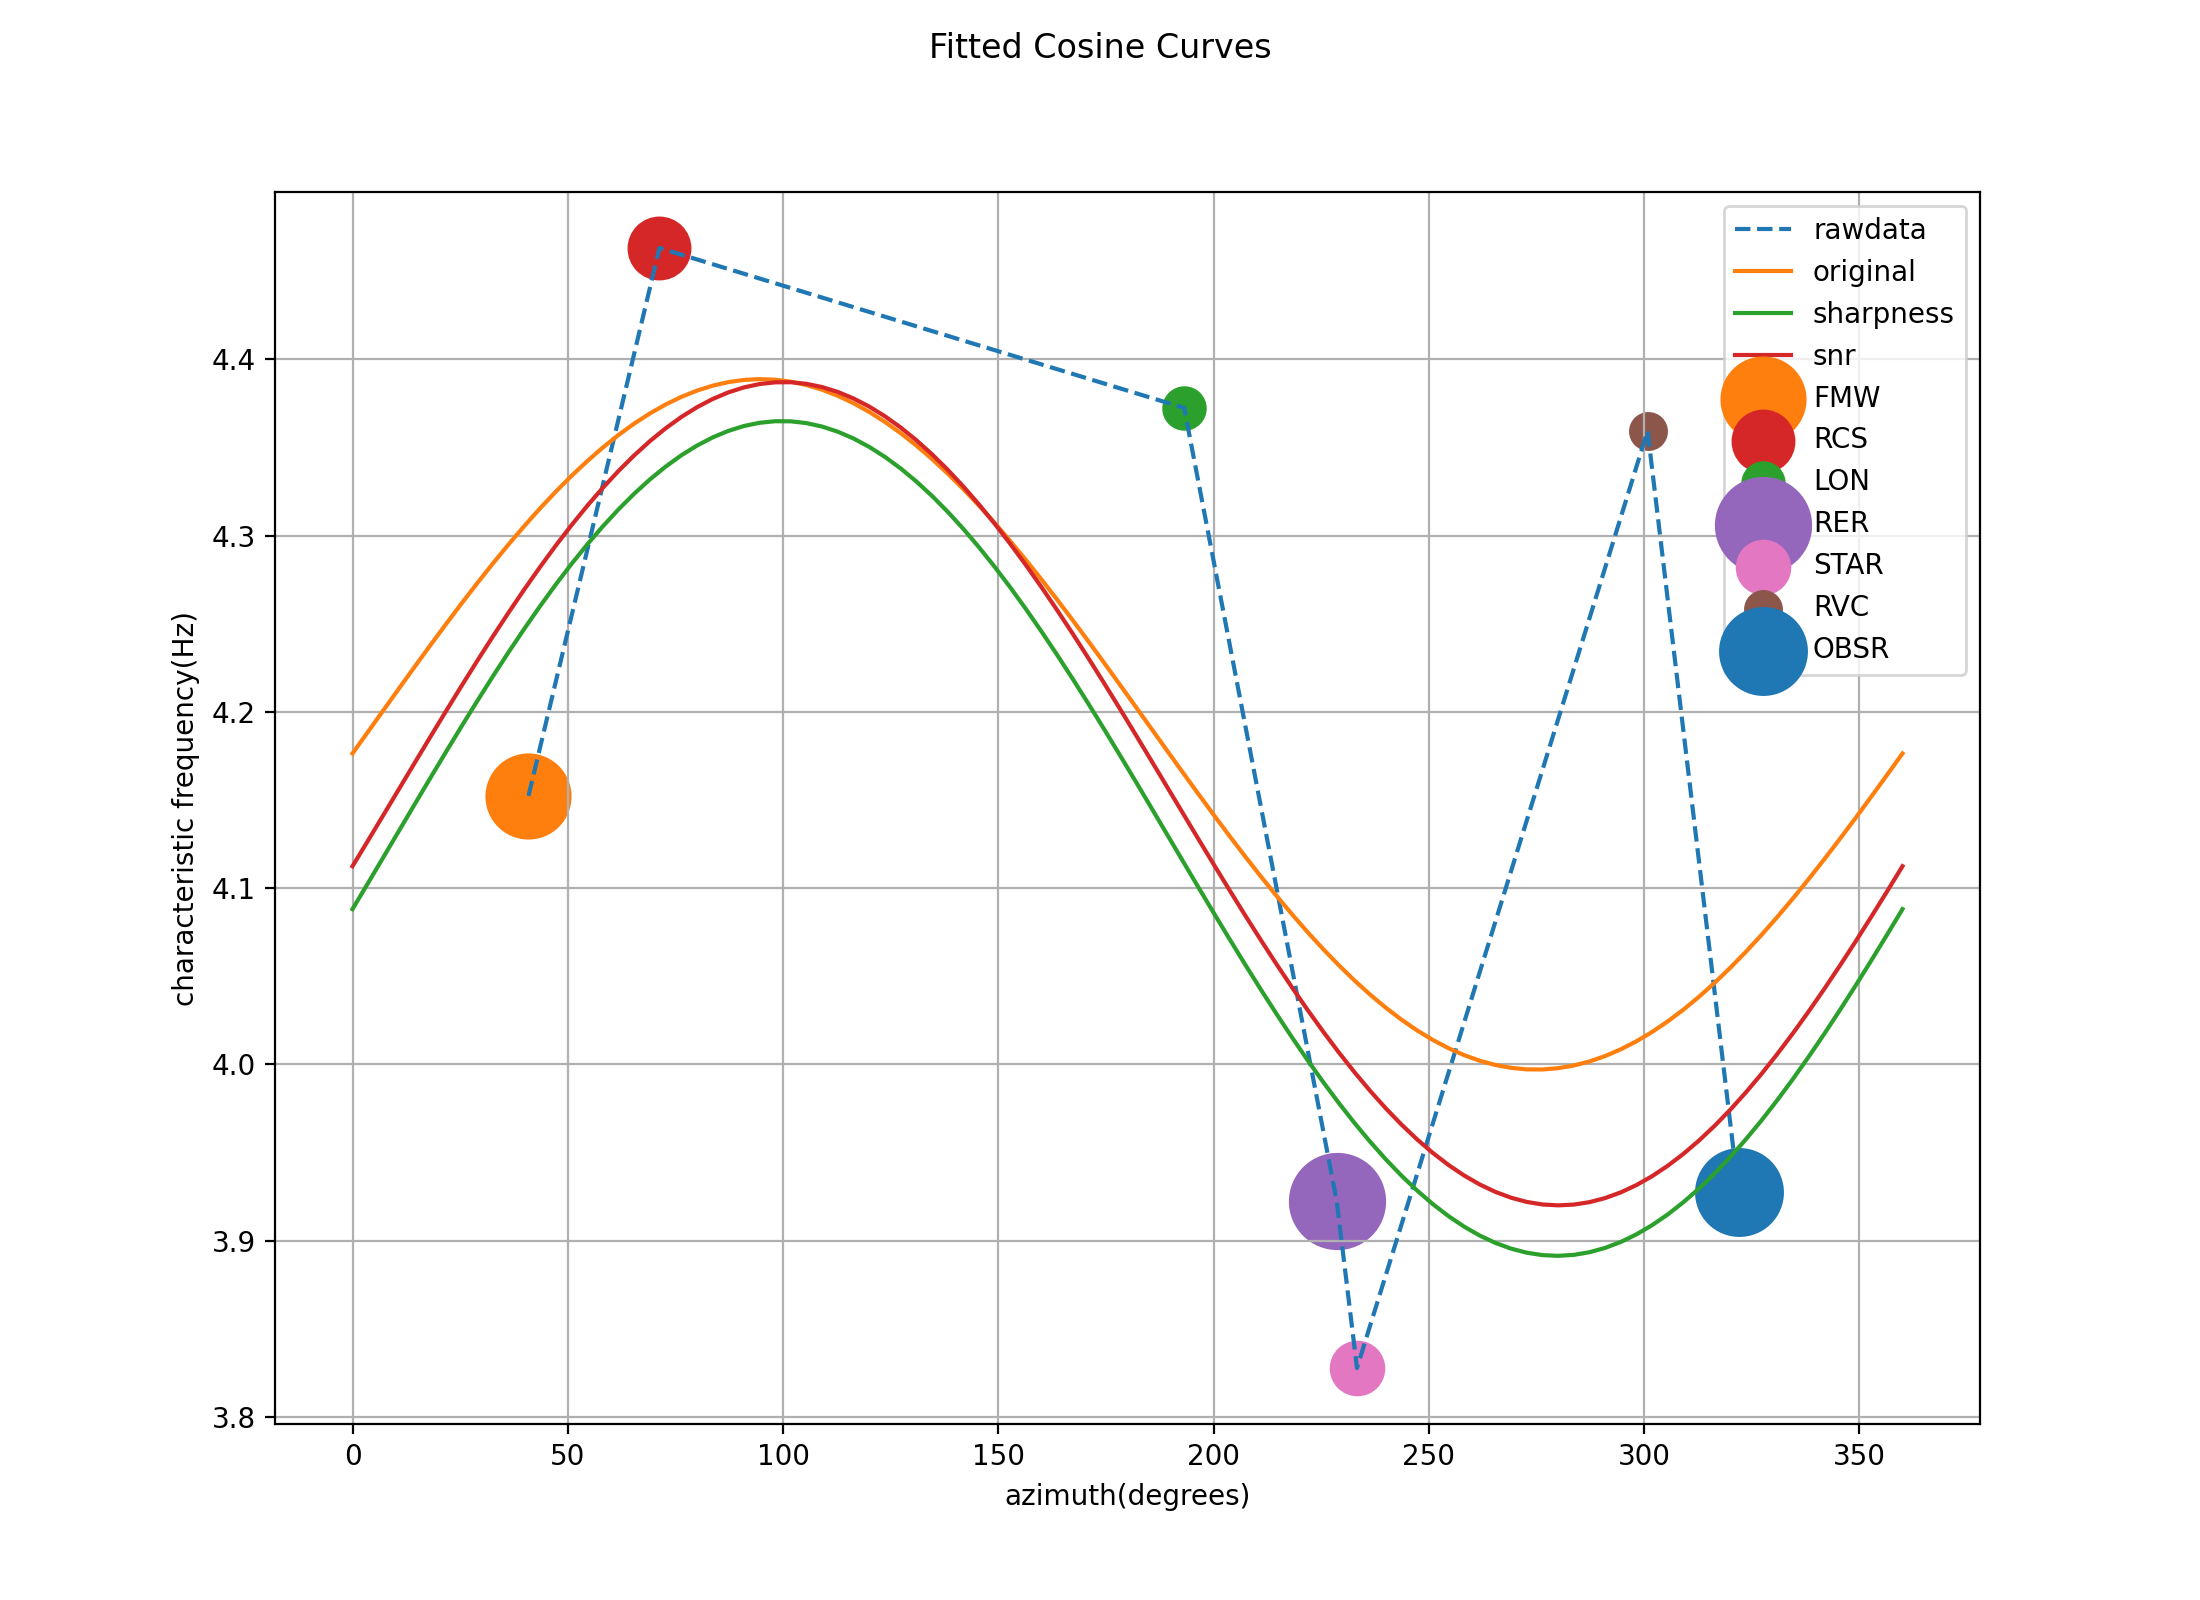 Fitted Cosine Curves
characteristic frequency(Hz)
4.4
4.3
4.2
4.1
4.0
3.9
3.8
0 50 100 150 200 250 300 350
azimuth(degrees)
rawdata
original
sharpness
snr
FMW
RCS
LON
RER
STAR
RVC
OBSR